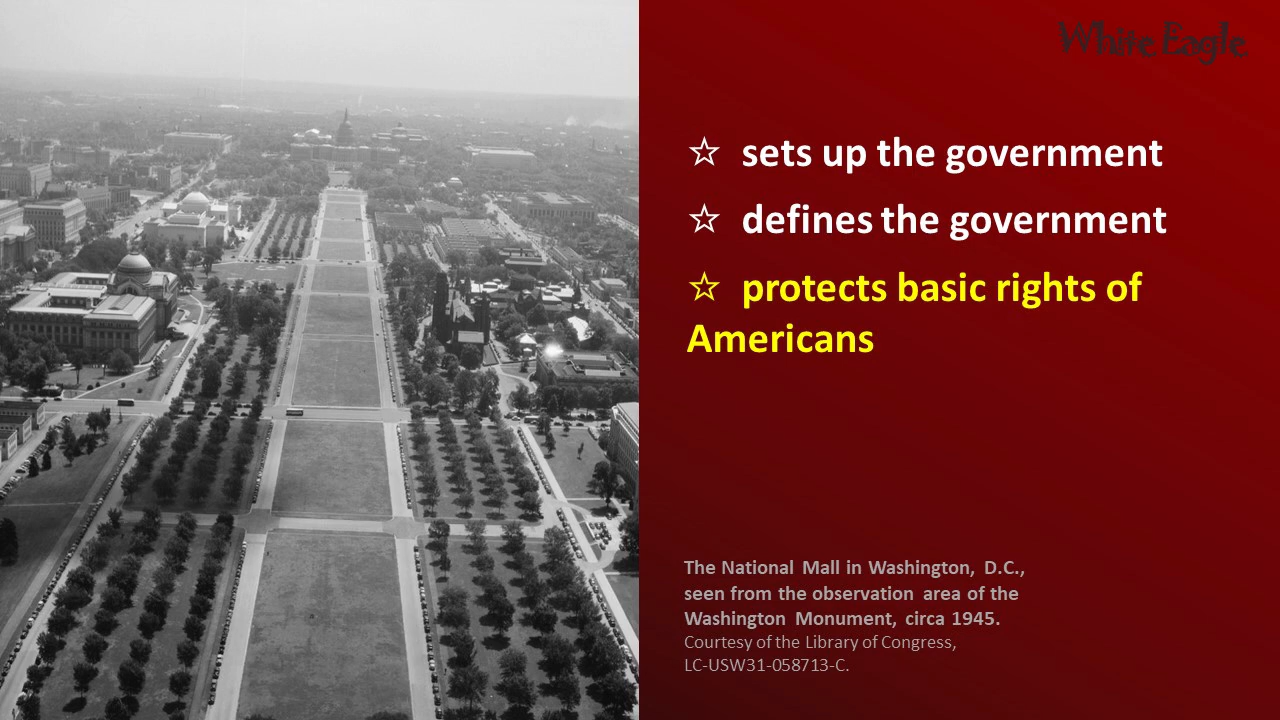 White Eagle
☆ sets up the government
☆ defines the government
☆ protects basic rights of
Americans
The National Mall in Washington, D.C.,
seen from the observation area of the
Washington Monument, circa 1945.
Courtesy of the Library of Congress,
LC-USW31-058713-C.